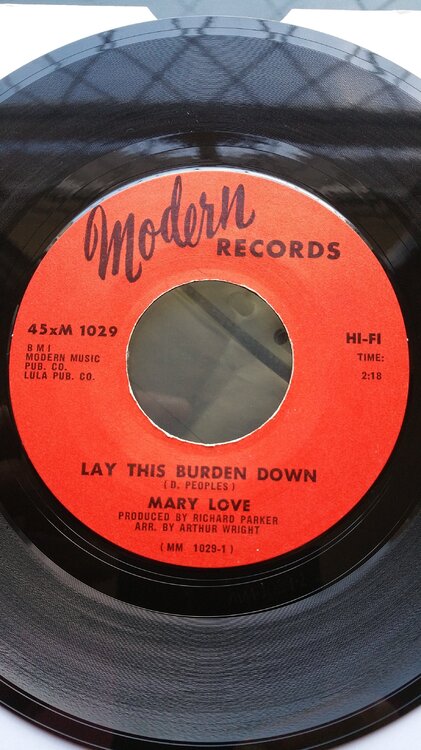 Modern RECORDS
45xM 1029
BMI
MODERN MUSIC
PUB. CO.
LULA PUB. CO.
HI-FI
TIME:
2:18
LAY THIS BURDEN DOWN
(D. PEOPLES)
MARY LOVE
PRODUCED BY RICHARD PARKER
ARR. BY ARTHUR WRIGHT
(MM 1029-1)